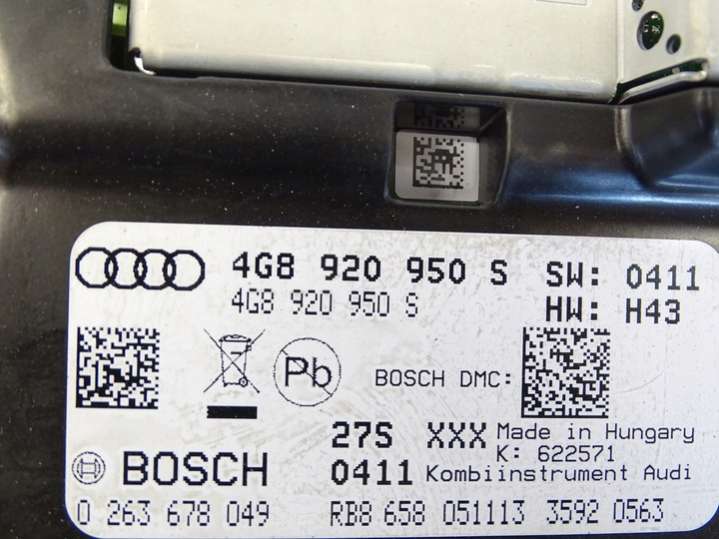 4G8 920 950 S SW: 0411
4G8 920 950 S HW: H43
Pb BOSCH DMC:
27S XXX Made in Hungary
K: 622571
BOSCH 0411 Kombiinstrument Audi
0 263 678 049 RB8 658 051113 3592 0563